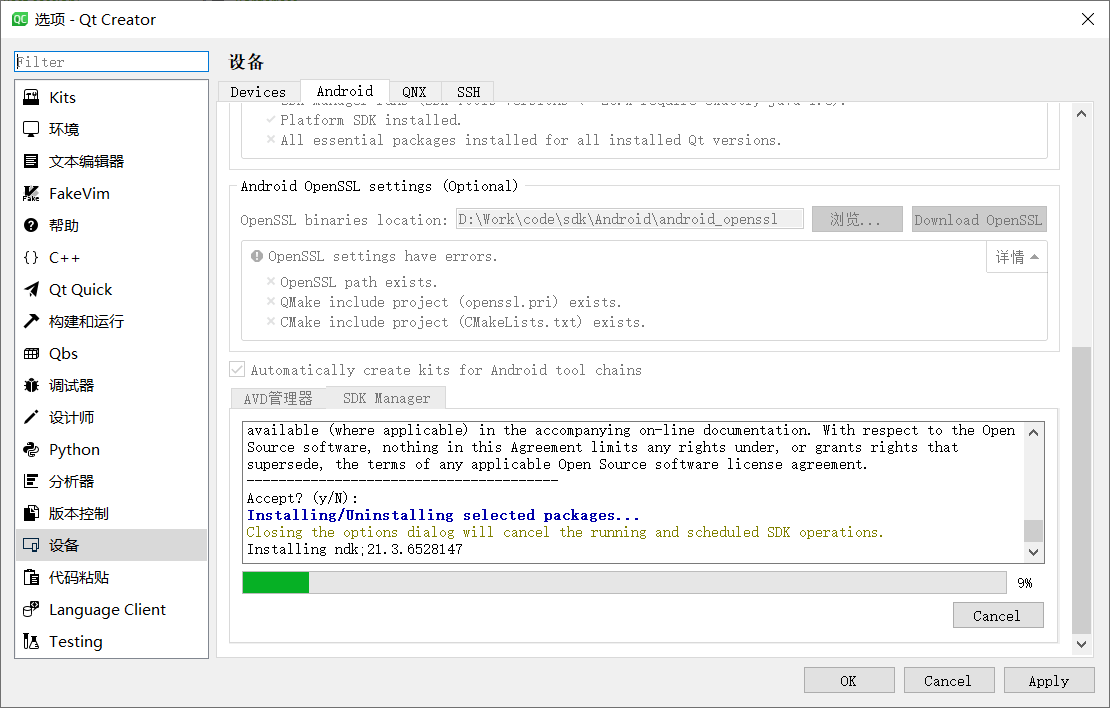 选项 - Qt Creator
Filter
Kits
环境
文本编辑器
FakeVim
帮助
C++
Qt Quick
构建和运行
Qbs
调试器
设计师
Python
分析器
版本控制
设备
代码粘贴
Language Client
Testing
设备
Devices Android QNX SSH
Platform SDK installed.
All essential packages installed for all installed Qt versions.
Android OpenSSL settings (Optional)
OpenSSL binaries location: D:\Work\code\sdk\Android\android_openssl 浏览... Download OpenSSL
OpenSSL settings have errors. 详情
OpenSSL path exists.
QMake include project (openssl.pri) exists.
CMake include project (CMakeLists.txt) exists.
Automatically create kits for Android tool chains
AVD管理器 SDK Manager
available (where applicable) in the accompanying on-line documentation. With respect to the Open
Source software, nothing in this Agreement limits any rights under, or grants rights that
supersede, the terms of any applicable Open Source software license agreement.
---------------------------------------
Accept? (y/N):
Installing/Uninstalling selected packages...
Closing the options dialog will cancel the running and scheduled SDK operations.
Installing ndk;21.3.6528147
9%
Cancel
OK Cancel Apply